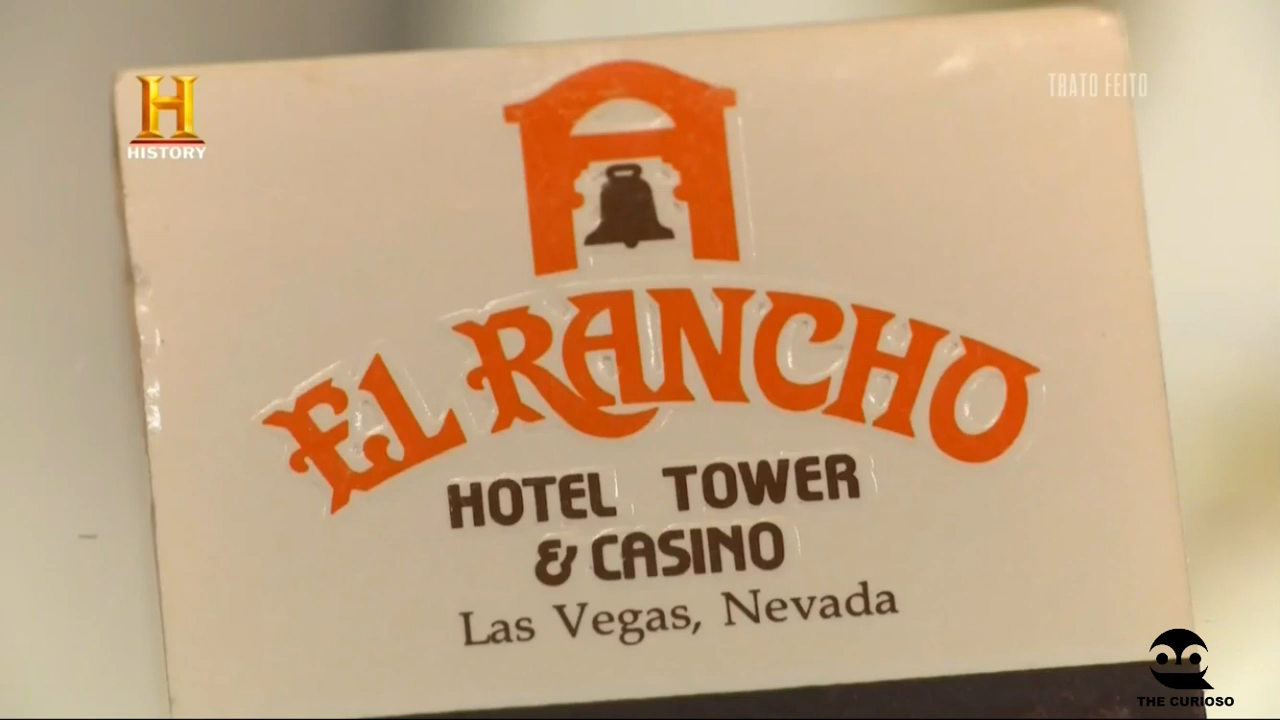 H
HISTORY
TRATO FEITO
EL RANCHO
HOTEL TOWER
& CASINO
Las Vegas, Nevada
THE CURIOSO